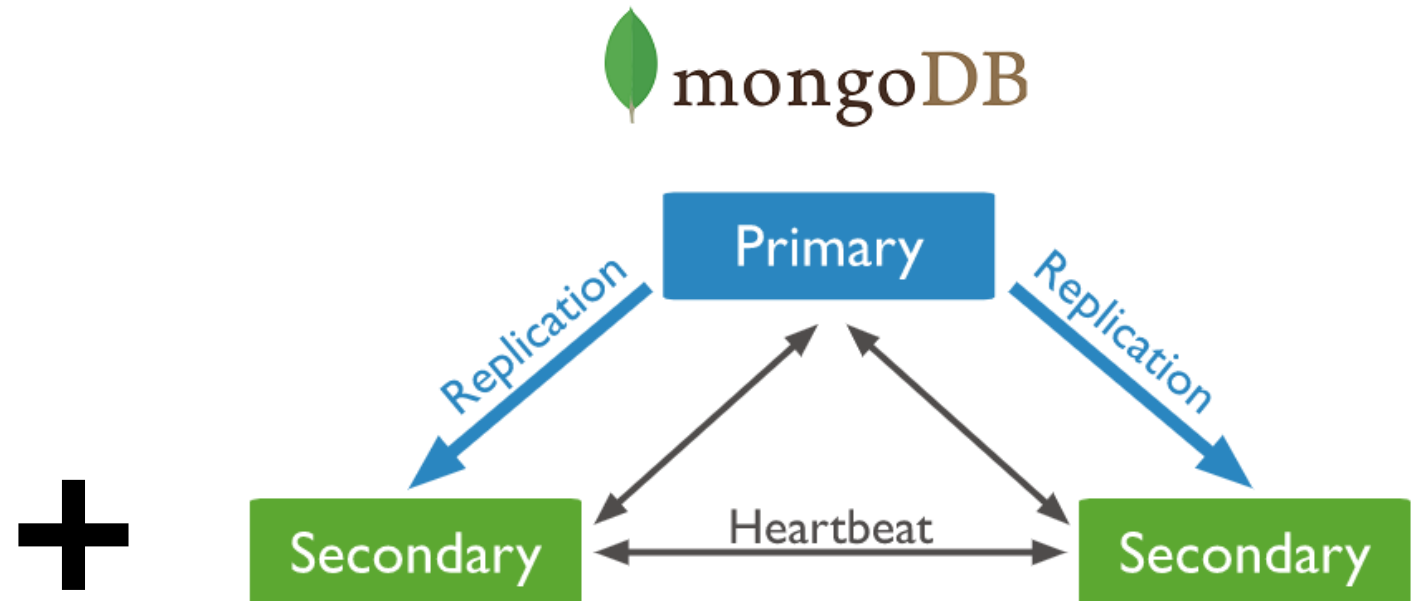 mongoDB
Primary
Replication
Replication
Heartbeat
Secondary
Secondary